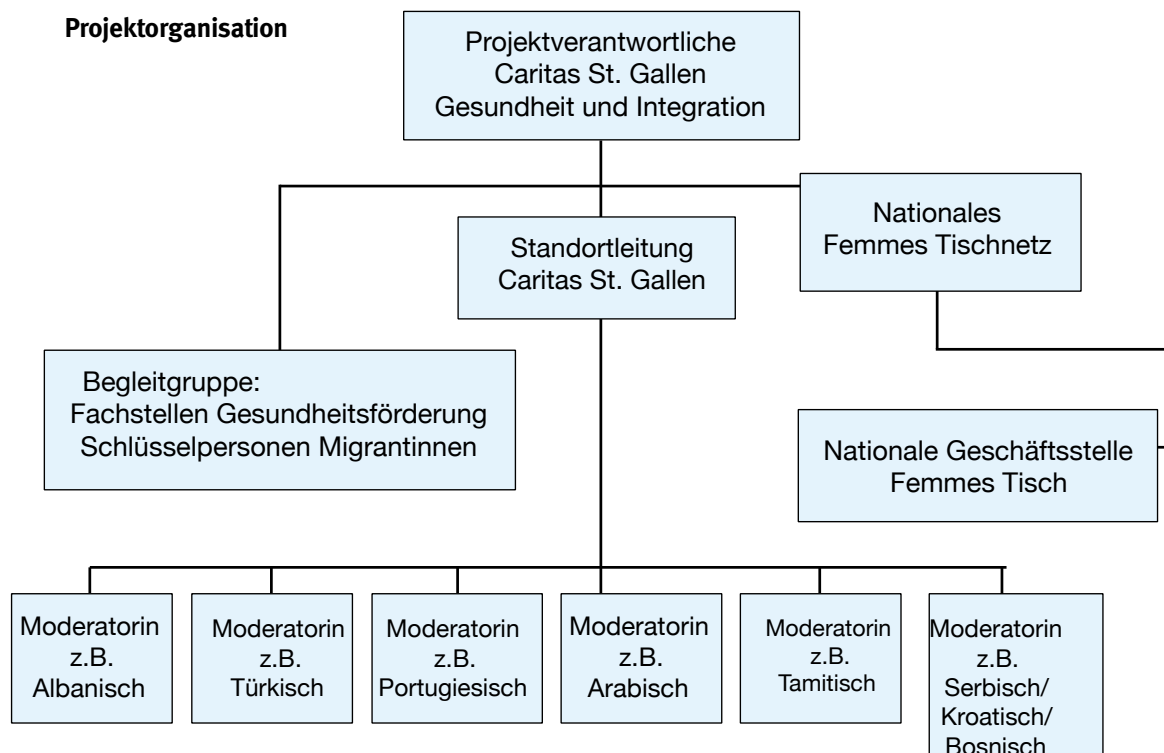 Projektorganisation
Projektverantwortliche
Caritas St. Gallen
Gesundheit und Integration
Nationales
Femmes Tischnetz
Standortleitung
Caritas St. Gallen
Begleitgruppe:
Fachstellen Gesundheitsförderung
Schlüsselpersonen Migrantinnen
Nationale Geschäftsstelle
Femmes Tisch
Moderatorin
z.B.
Albanisch
Moderatorin
z.B.
Türkisch
Moderatorin
z.B.
Portugiesisch
Moderatorin
z.B.
Arabisch
Moderatorin
z.B.
Tamitisch
Moderatorin
z.B.
Serbisch/
Kroatisch/
Bosnisch